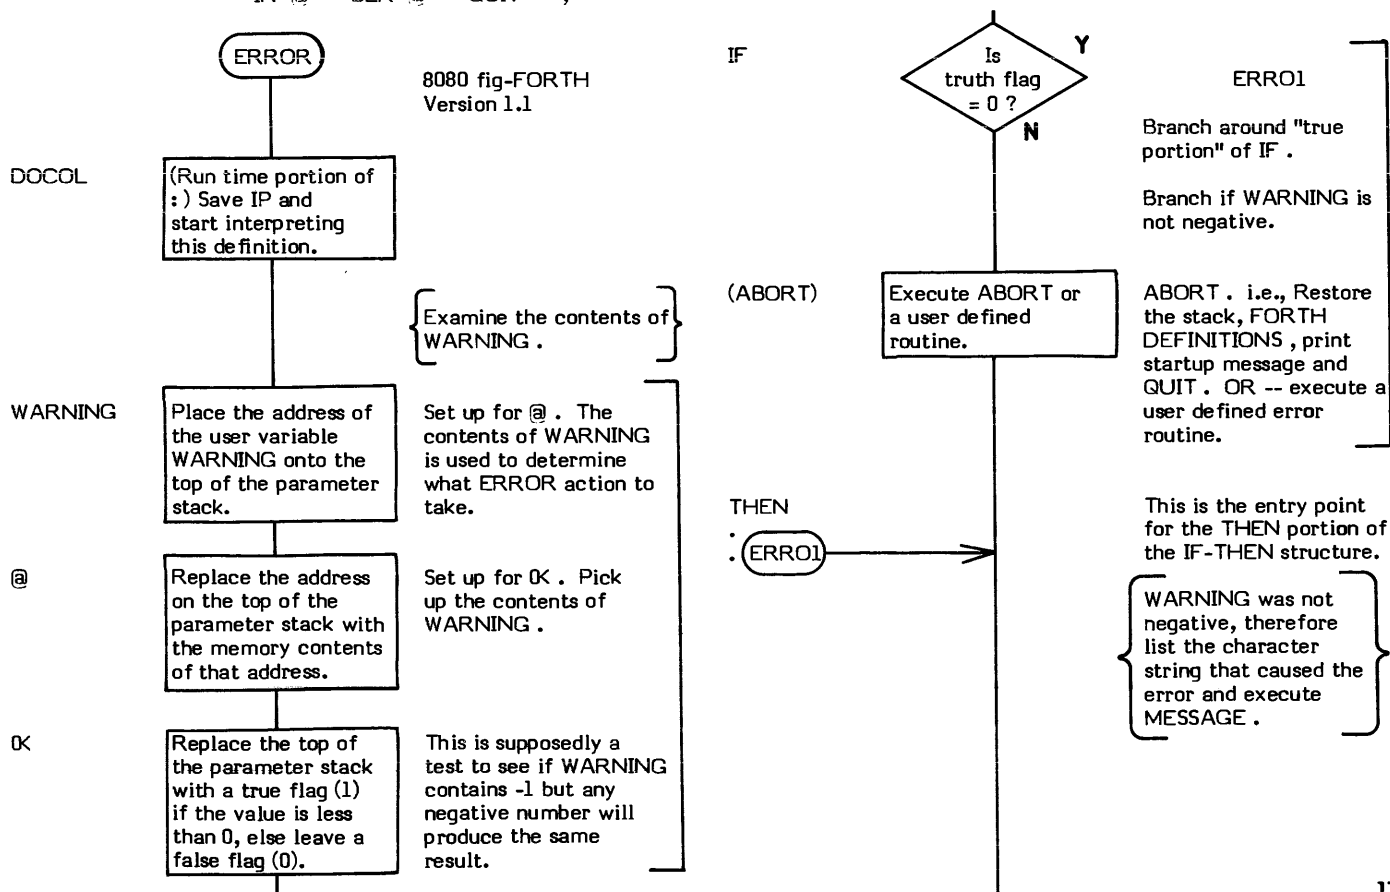 ERROR
8080 fig-FORTH
Version 1.1
DOCOL
(Run time portion of
:) Save IP and
start interpreting
this definition.
Examine the contents of
WARNING .
WARNING
Place the address of
the user variable
WARNING onto the
top of the parameter
stack.
Set up for @ . The
contents of WARNING
is used to determine
what ERROR action to
take.
@
Replace the address
on the top of the
parameter stack with
the memory contents
of that address.
Set up for 0< . Pick
up the contents of
WARNING .
0<
Replace the top of
the parameter stack
with a true flag (1)
if the value is less
than 0, else leave a
false flag (0).
This is supposedly a
test to see if WARNING
contains -1 but any
negative number will
produce the same
result.
IF
Is
truth flag
= 0 ?
Y
N
ERRO1
Branch around "true
portion" of IF .
Branch if WARNING is
not negative.
(ABORT)
Execute ABORT or
a user defined
routine.
ABORT . i.e., Restore
the stack, FORTH
DEFINITIONS , print
startup message and
QUIT . OR -- execute a
user defined error
routine.
THEN
:
ERRO1
This is the entry point
for the THEN portion of
the IF-THEN structure.
WARNING was not
negative, therefore
list the character
string that caused the
error and execute
MESSAGE .